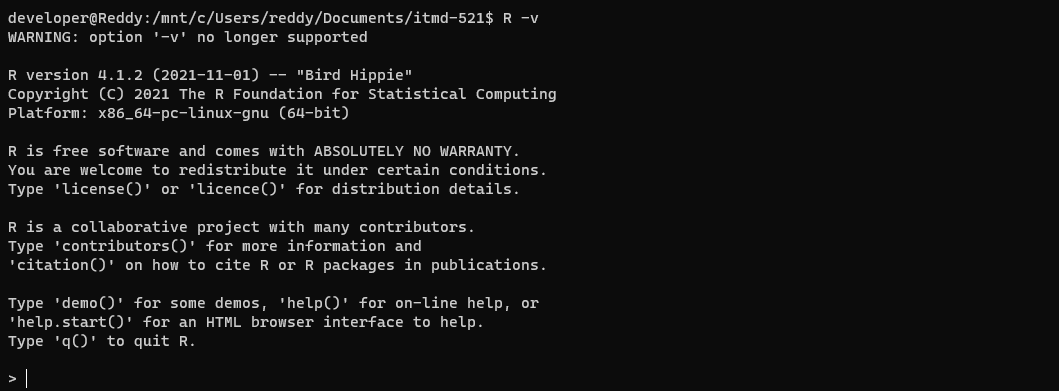 developer@Reddy:/mnt/c/Users/reddy/Documents/itmd-521$ R -v
WARNING: option '-v' no longer supported
R version 4.1.2 (2021-11-01) -- "Bird Hippie"
Copyright (C) 2021 The R Foundation for Statistical Computing
Platform: x86_64-pc-linux-gnu (64-bit)
R is free software and comes with ABSOLUTELY NO WARRANTY.
You are welcome to redistribute it under certain conditions.
Type 'license()' or 'licence()' for distribution details.
R is a collaborative project with many contributors.
Type 'contributors()' for more information and
'citation()' on how to cite R or R packages in publications.
Type 'demo()' for some demos, 'help()' for on-line help, or
'help.start()' for an HTML browser interface to help.
Type 'q()' to quit R.
>